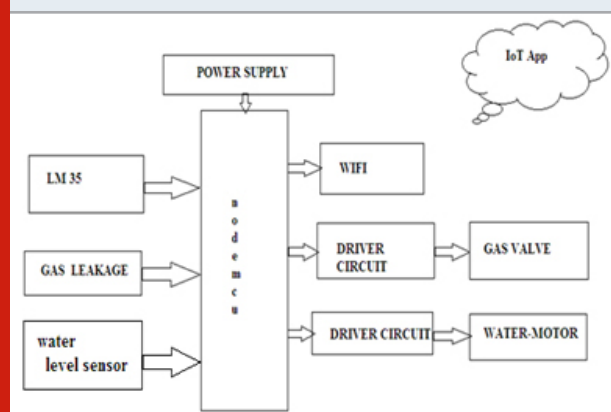 IoT App
POWER SUPPLY
LM 35
nodemcu
WIFI
GAS LEAKAGE
DRIVER
CIRCUIT
GAS VALVE
water
level sensor
DRIVER CIRCUIT
WATER-MOTOR